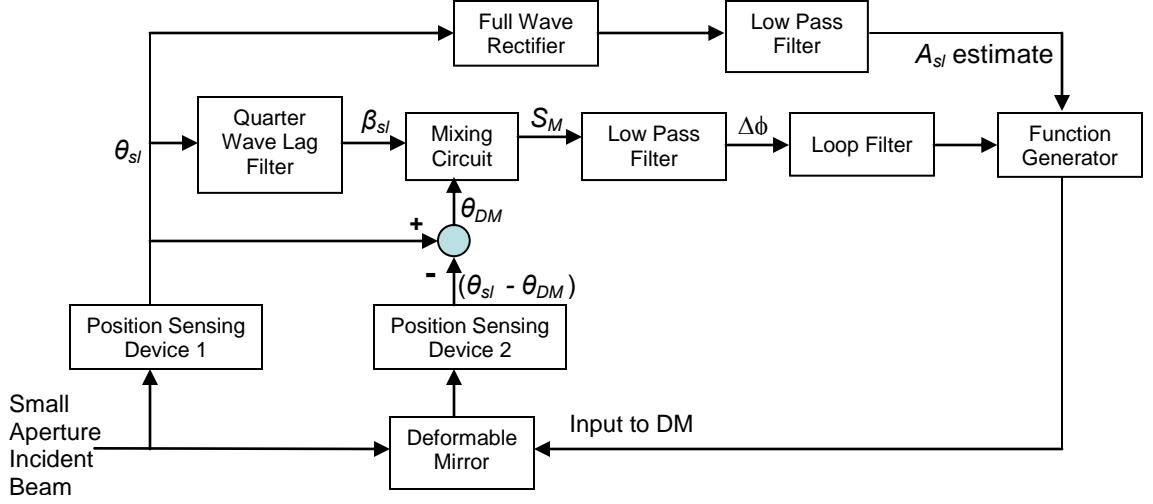 Full Wave
Rectifier
Low Pass
Filter
A_sl estimate
θ_sl
Quarter
Wave Lag
Filter
β_sl
Mixing
Circuit
S_M
Low Pass
Filter
Δϕ
Loop Filter
Function
Generator
θ_DM
+
-
(θ_sl - θ_DM)
Position Sensing
Device 1
Position Sensing
Device 2
Small
Aperture
Incident
Beam
Deformable
Mirror
Input to DM